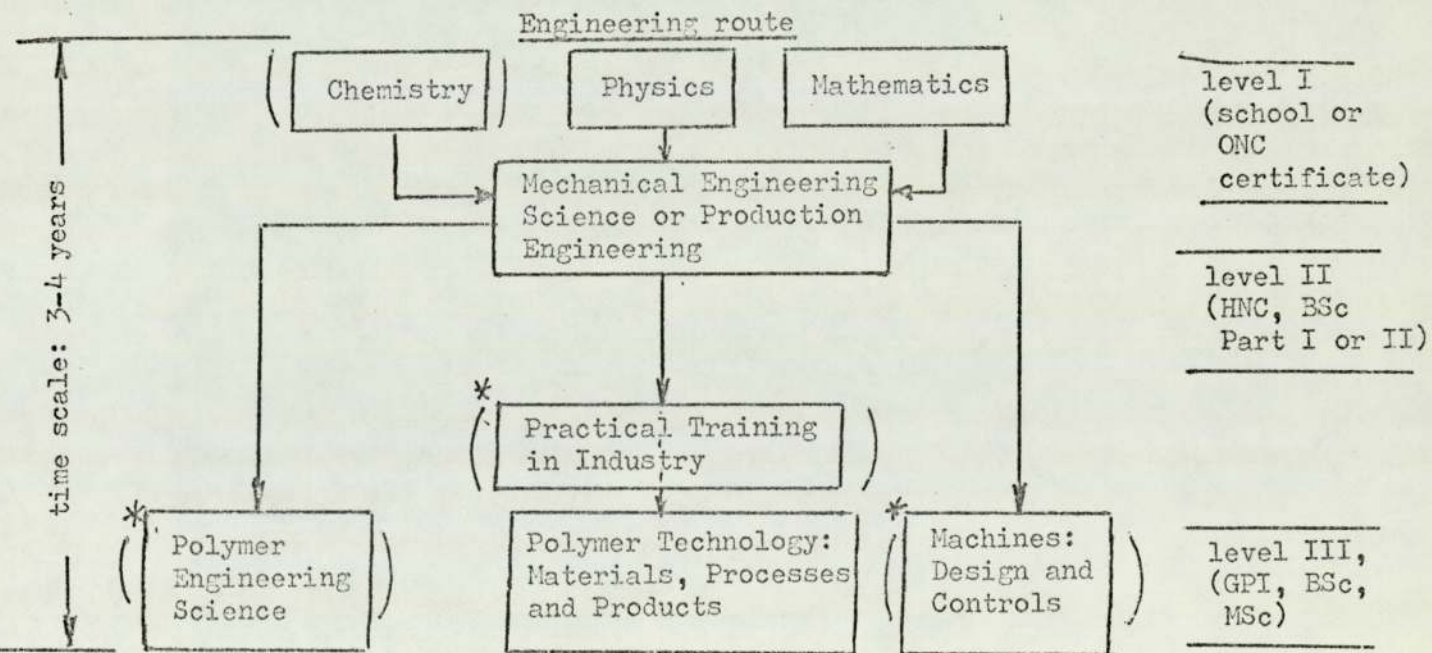 Engineering route
( Chemistry )
Physics
Mathematics
level I
(school or
ONC
certificate)
Mechanical Engineering
Science or Production
Engineering
level II
(HNC, BSc
Part I or II)
time scale: 3-4 years
*
( Practical Training
in Industry )
*
( Polymer
Engineering
Science )
Polymer Technology:
Materials, Processes
and Products
*
( Machines:
Design and
Controls )
level III,
(GPI, BSc,
MSc)